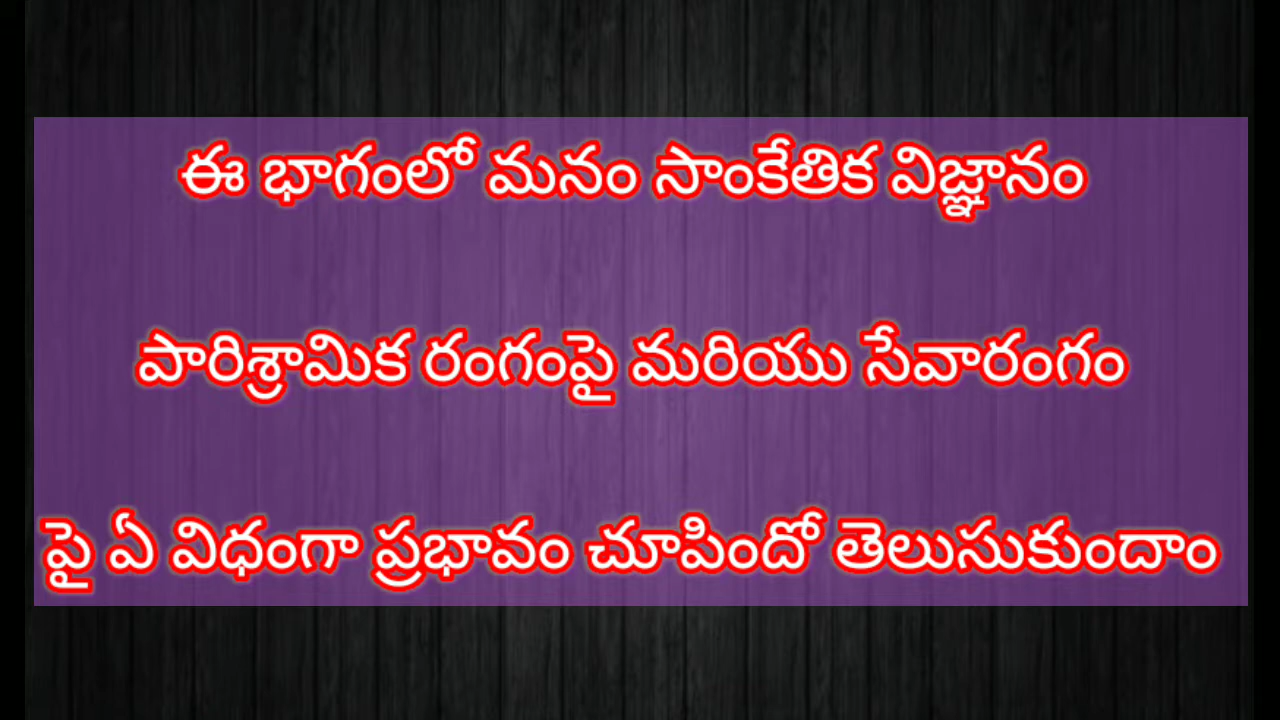 ఈ భాగంలో మనం సాంకేతిక విజ్ఞానం
పారిశ్రామిక రంగంపై మరియు సేవారంగం
పై ఏ విధంగా ప్రభావం చూపిందో తెలుసుకుందాం